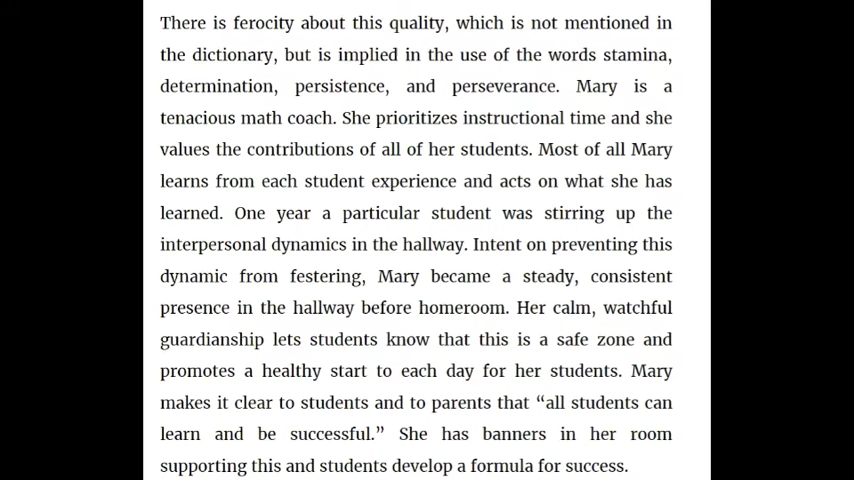 There is ferocity about this quality, which is not mentioned in
the dictionary, but is implied in the use of the words stamina,
determination, persistence, and perseverance. Mary is a
tenacious math coach. She prioritizes instructional time and she
values the contributions of all of her students. Most of all Mary
learns from each student experience and acts on what she has
learned. One year a particular student was stirring up the
interpersonal dynamics in the hallway. Intent on preventing this
dynamic from festering, Mary became a steady, consistent
presence in the hallway before homeroom. Her calm, watchful
guardianship lets students know that this is a safe zone and
promotes a healthy start to each day for her students. Mary
makes it clear to students and to parents that “all students can
learn and be successful.” She has banners in her room
supporting this and students develop a formula for success.